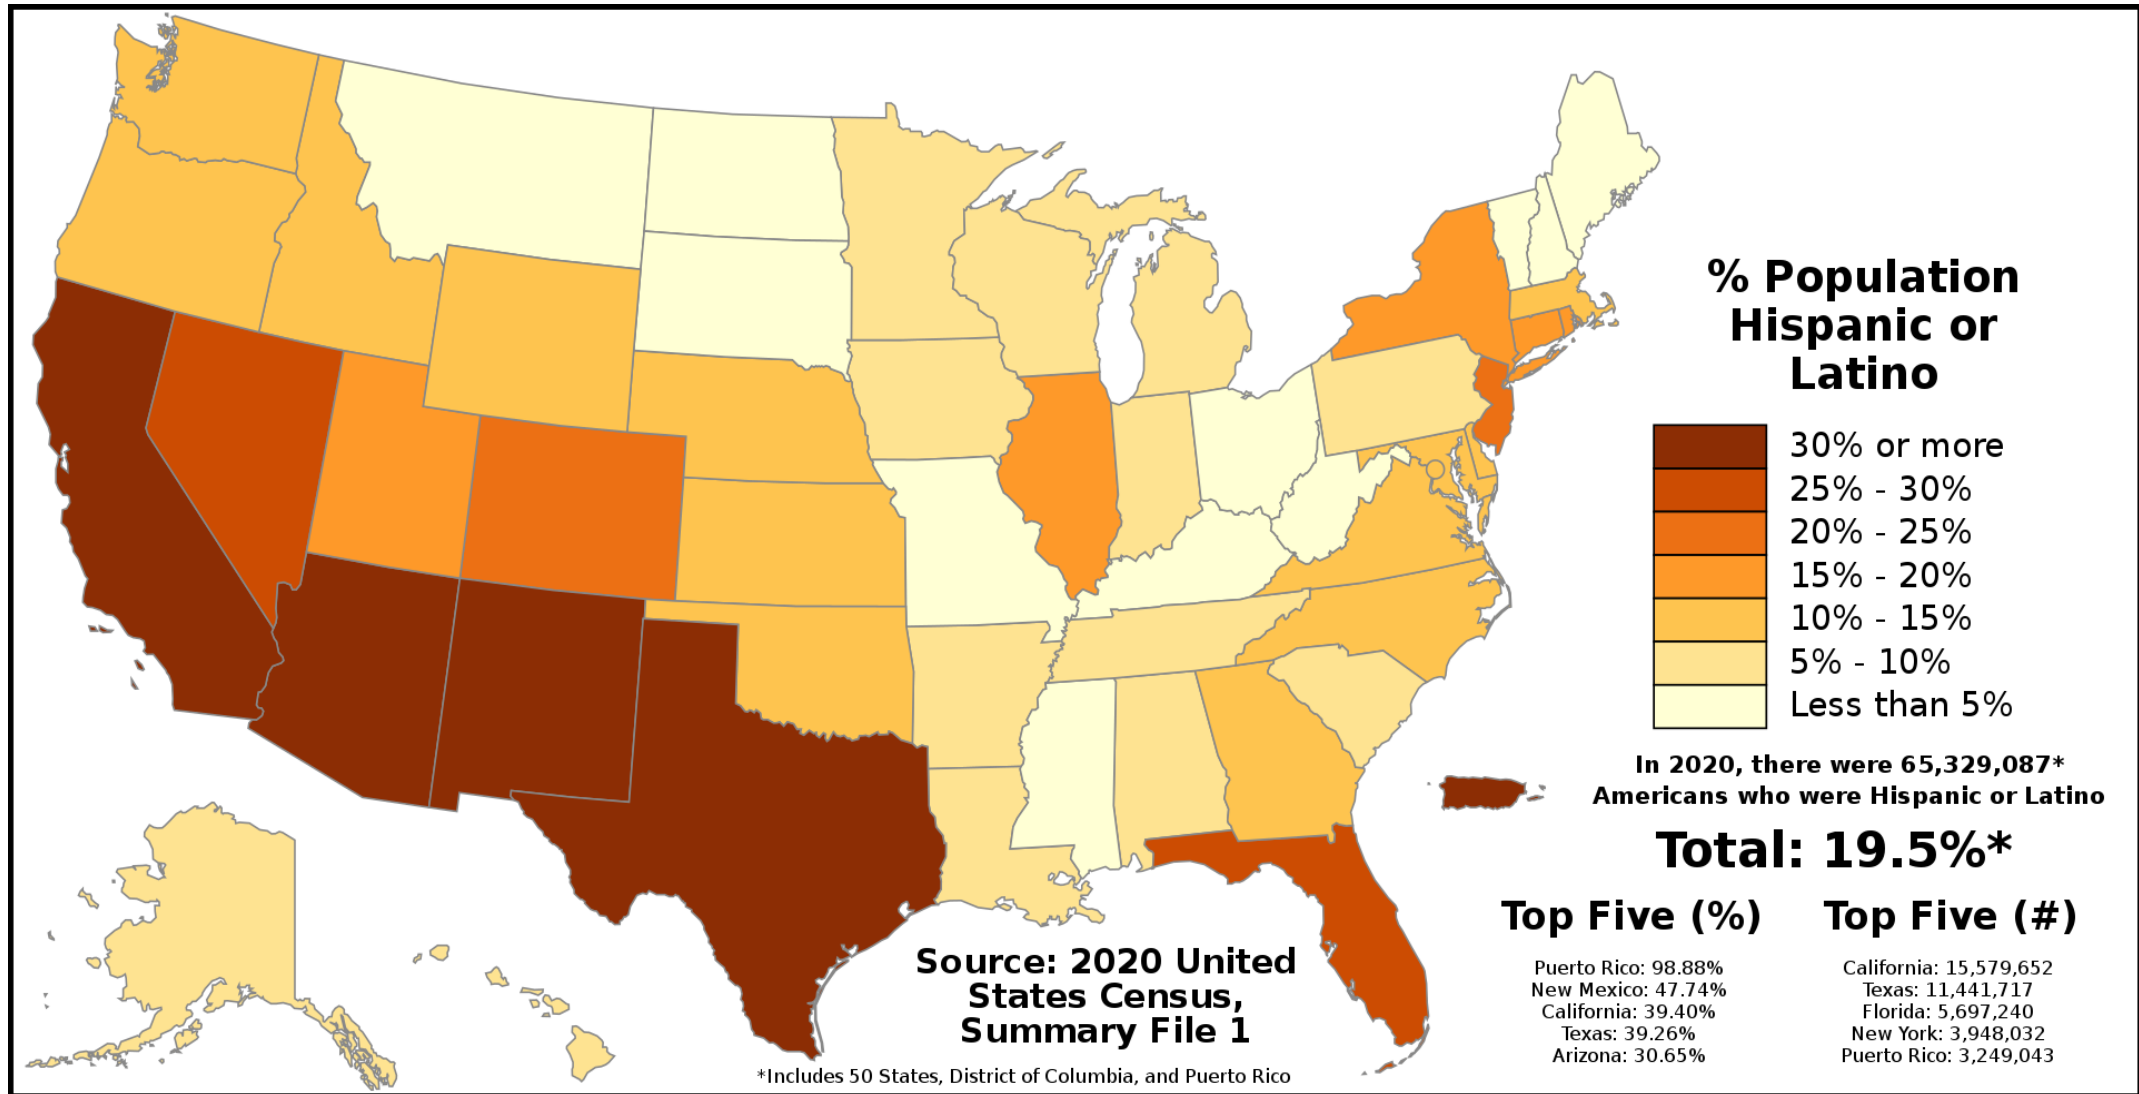 % Population
Hispanic or
Latino
30% or more
25% - 30%
20% - 25%
15% - 20%
10% - 15%
5% - 10%
Less than 5%
In 2020, there were 65,329,087*
Americans who were Hispanic or Latino
Total: 19.5%*
Top Five (%)
Puerto Rico: 98.88%
New Mexico: 47.74%
California: 39.40%
Texas: 39.26%
Arizona: 30.65%
Top Five (#)
California: 15,579,652
Texas: 11,441,717
Florida: 5,697,240
New York: 3,948,032
Puerto Rico: 3,249,043
Source: 2020 United
States Census,
Summary File 1
*Includes 50 States, District of Columbia, and Puerto Rico